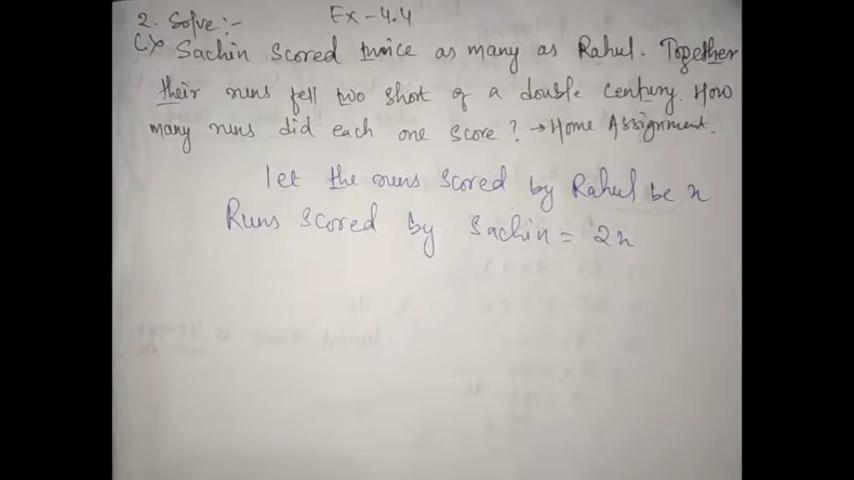 2. Solve:- Ex-4.4
C) Sachin scored twice as many as Rahul. Together
their runs fell two short of a double century. How
many runs did each one score? → Home Assignment.
let the runs scored by Rahul be x
Runs scored by Sachin = 2x